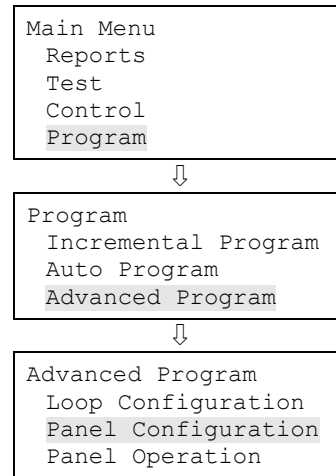 Main Menu
Reports
Test
Control
Program
⇩
Program
Incremental Program
Auto Program
Advanced Program
⇩
Advanced Program
Loop Configuration
Panel Configuration
Panel Operation